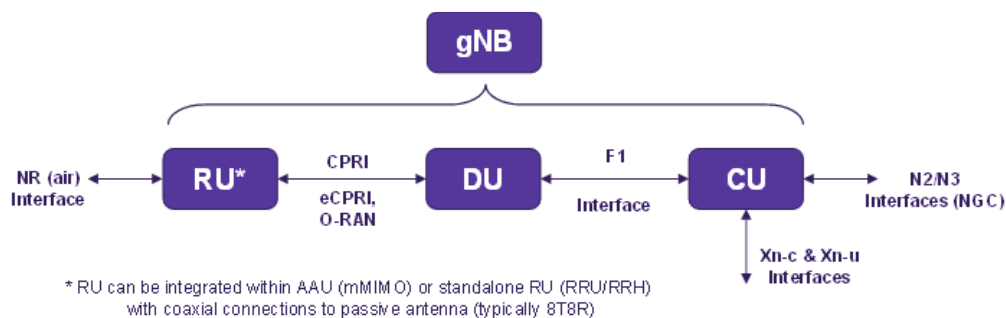 gNB
NR (air)
Interface
RU*
CPRI
eCPRI,
O-RAN
DU
F1
Interface
CU
N2/N3
Interfaces (NGC)
Xn-c & Xn-u
Interfaces
* RU can be integrated within AAU (mMIMO) or standalone RU (RRU/RRH)
with coaxial connections to passive antenna (typically 8T8R)